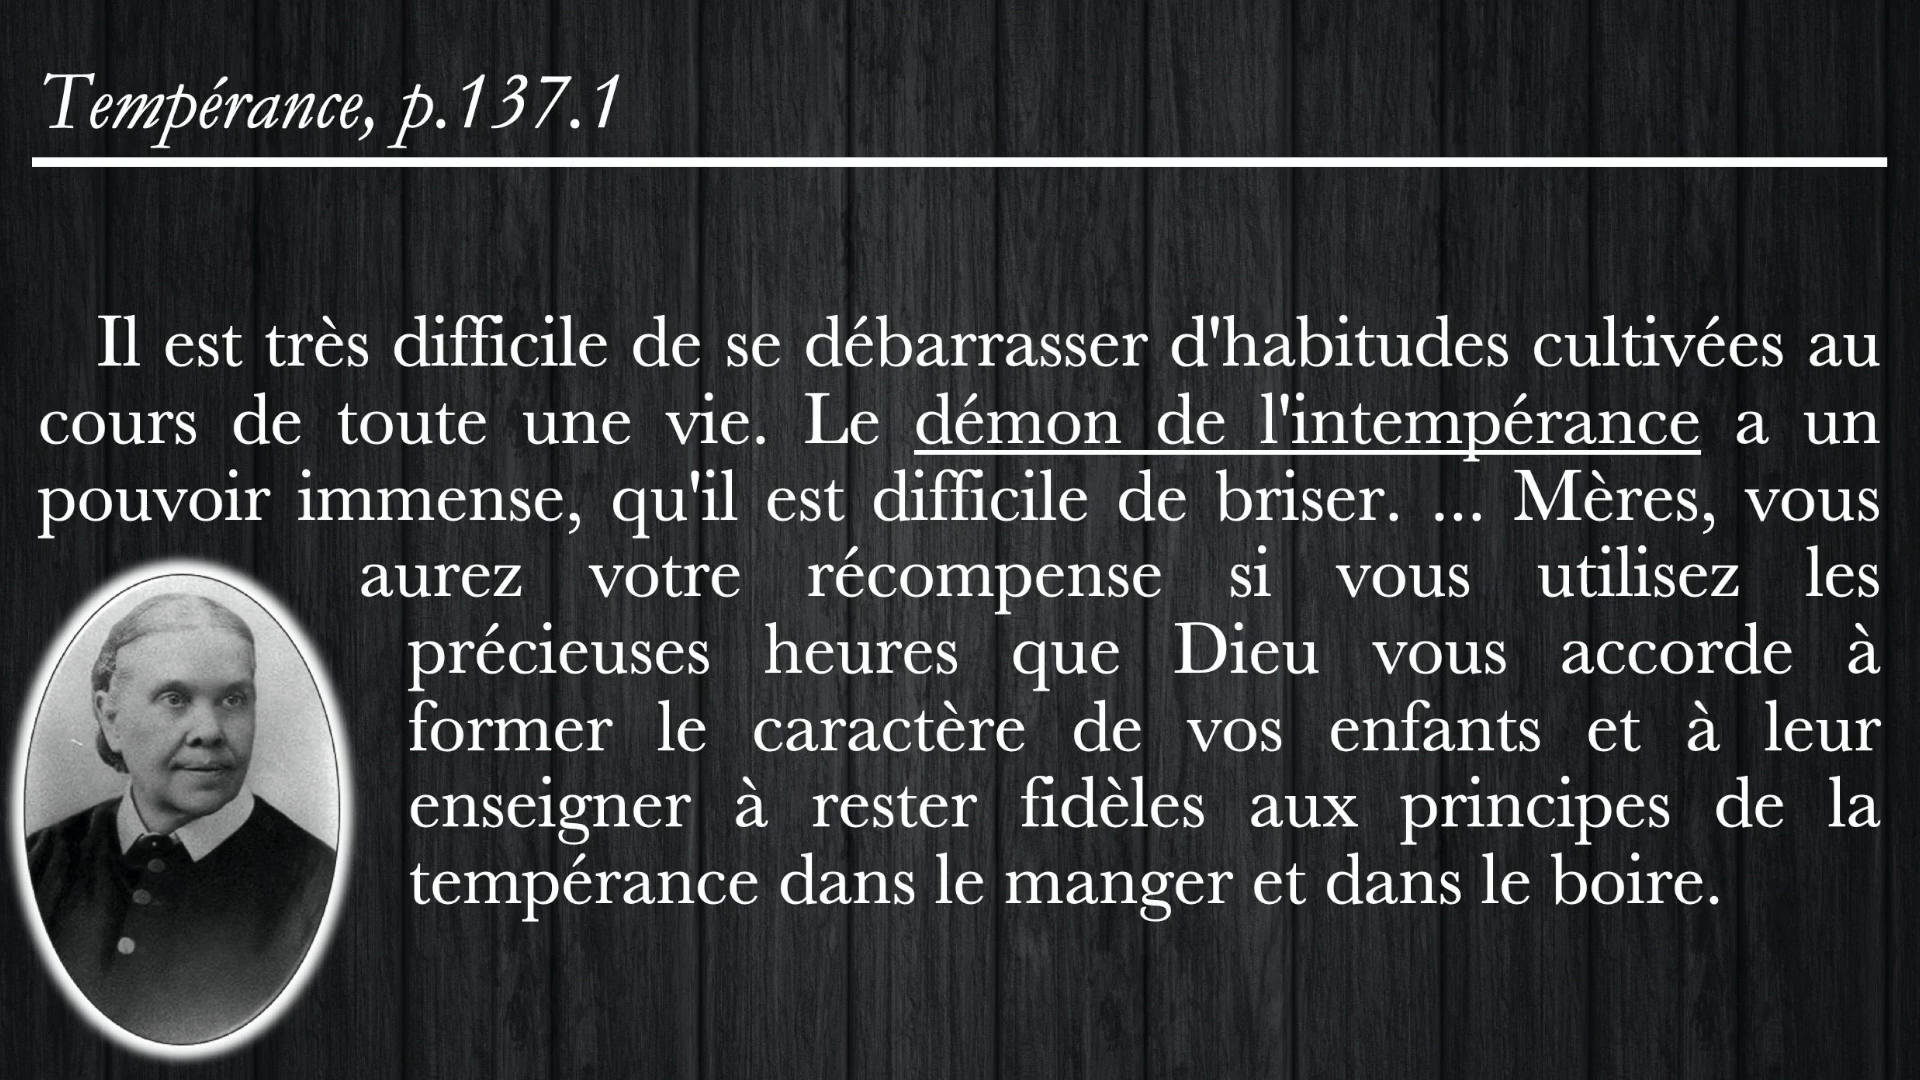 Tempérance, p.137.1
Il est très difficile de se débarrasser d'habitudes cultivées au
cours de toute une vie. Le démon de l'intempérance a un
pouvoir immense, qu'il est difficile de briser. ... Mères, vous
aurez votre récompense si vous utilisez les
précieuses heures que Dieu vous accorde à
former le caractère de vos enfants et à leur
enseigner à rester fidèles aux principes de la
tempérance dans le manger et dans le boire.